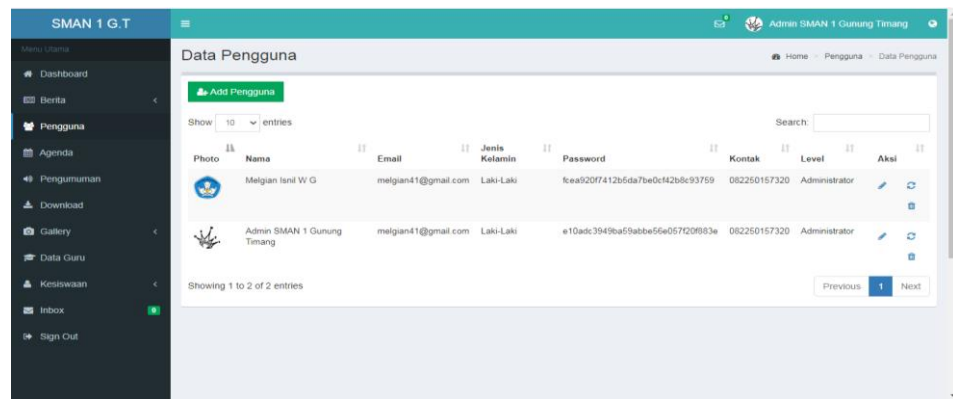 SMAN 1 G.T
0
Admin SMAN 1 Gunung Timang
Menu Utama
Dashboard
Berita
Pengguna
Agenda
Pengumuman
Download
Gallery
Data Guru
Kesiswaan
Inbox 0
Sign Out
Data Pengguna
Home > Pengguna > Data Pengguna
Add Pengguna
Show 10 entries
Search:
Photo Nama Email Jenis Kelamin Password Kontak Level Aksi
Melgian Isnil W G melgian41@gmail.com Laki-Laki fcea920f7412b5da7be0cf42b8c93759 082250157320 Administrator
Admin SMAN 1 Gunung melgian41@gmail.com Laki-Laki e10adc3949ba59abbe56e057f20f883e 082250157320 Administrator
Timang
Showing 1 to 2 of 2 entries
Previous 1 Next